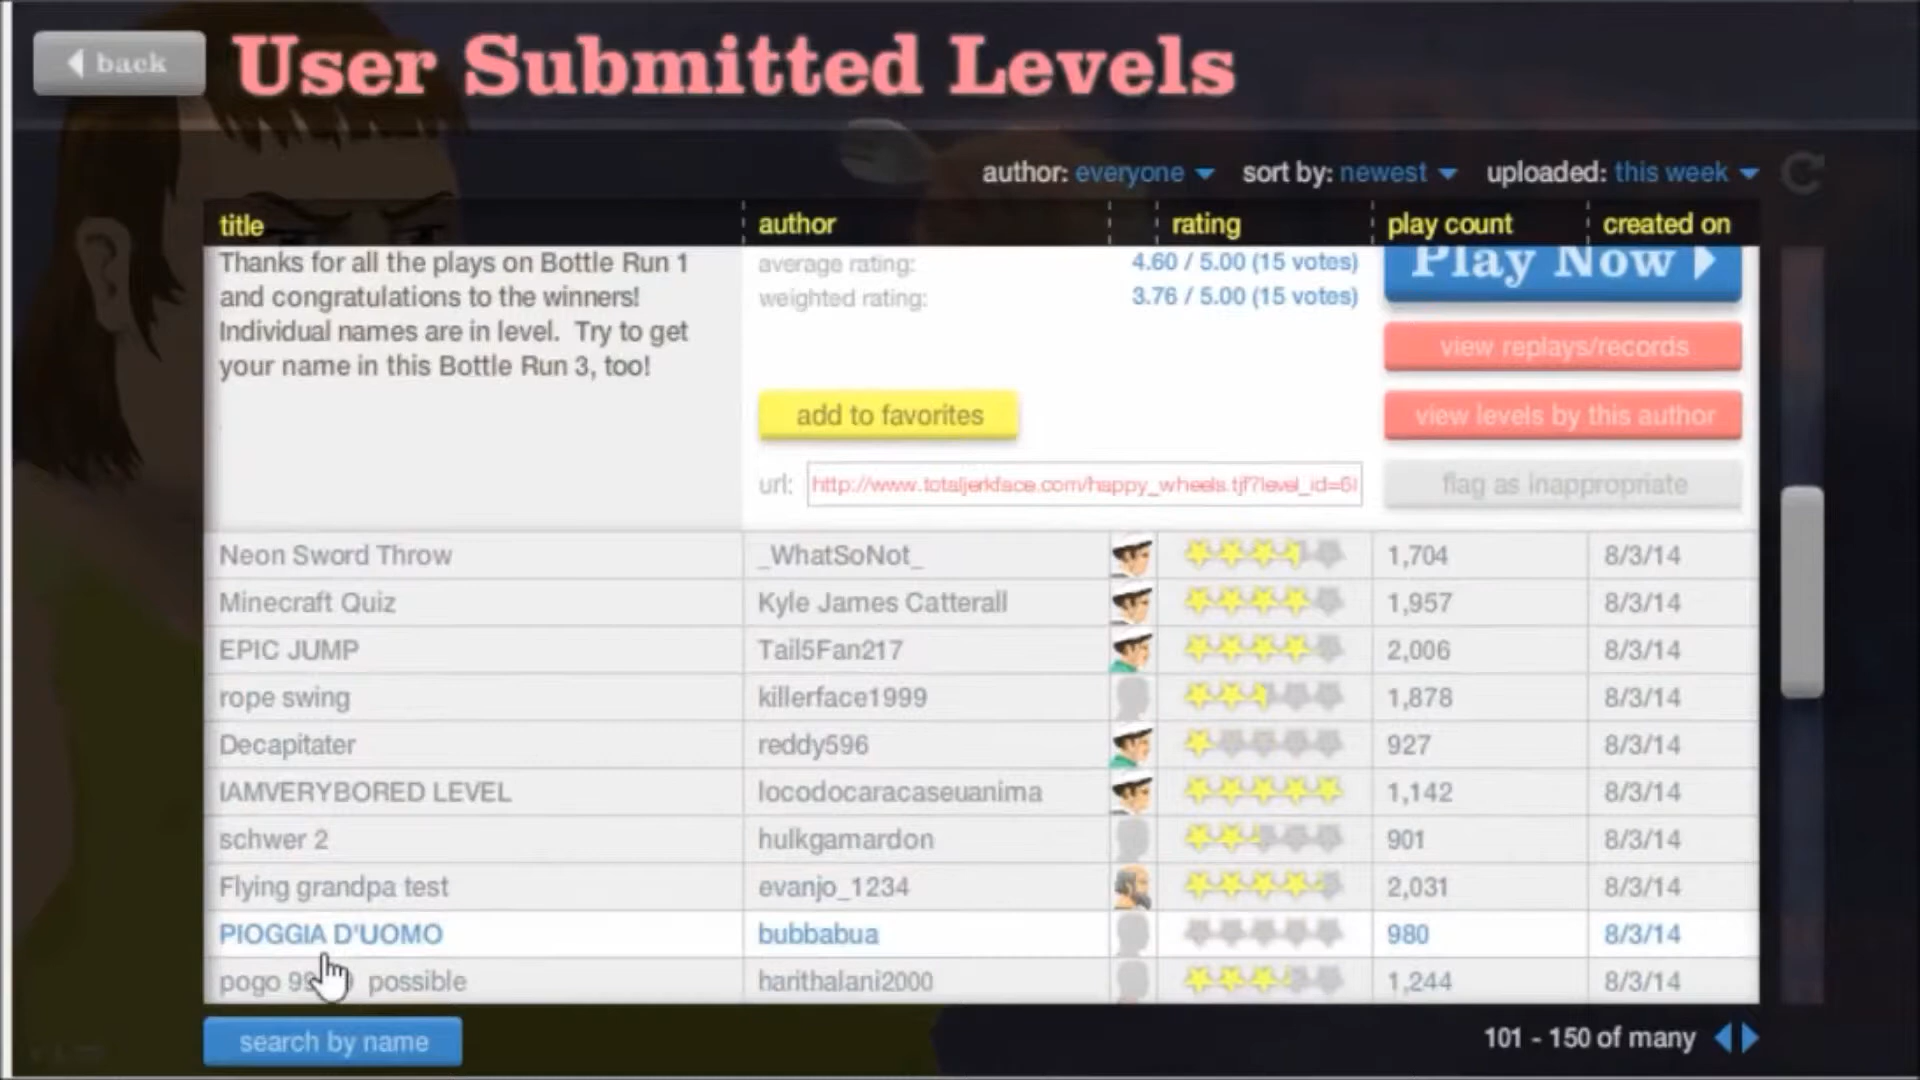 back
User Submitted Levels
author: everyone sort by: newest uploaded: this week
title author rating play count created on
Thanks for all the plays on Bottle Run 1
and congratulations to the winners!
Individual names are in level. Try to get
your name in this Bottle Run 3, too!
average rating: 4.60 / 5.00 (15 votes)
weighted rating: 3.76 / 5.00 (15 votes)
add to favorites
url: http://www.totaljerkface.com/happy_wheels.tjf?level_id=6
Play Now
view replays/records
view levels by this author
flag as inappropriate
Neon Sword Throw _WhatSoNot_ 1,704 8/3/14
Minecraft Quiz Kyle James Catterall 1,957 8/3/14
EPIC JUMP Tail5Fan217 2,006 8/3/14
rope swing killerface1999 1,878 8/3/14
Decapitater reddy596 927 8/3/14
IAMVERYBORED LEVEL locodocaracaseuanima 1,142 8/3/14
schwer 2 hulkgamardon 901 8/3/14
Flying grandpa test evanjo_1234 2,031 8/3/14
PIOGGIA D'UOMO bubbabua 980 8/3/14
pogo possible harithalani2000 1,244 8/3/14
search by name
101 - 150 of many